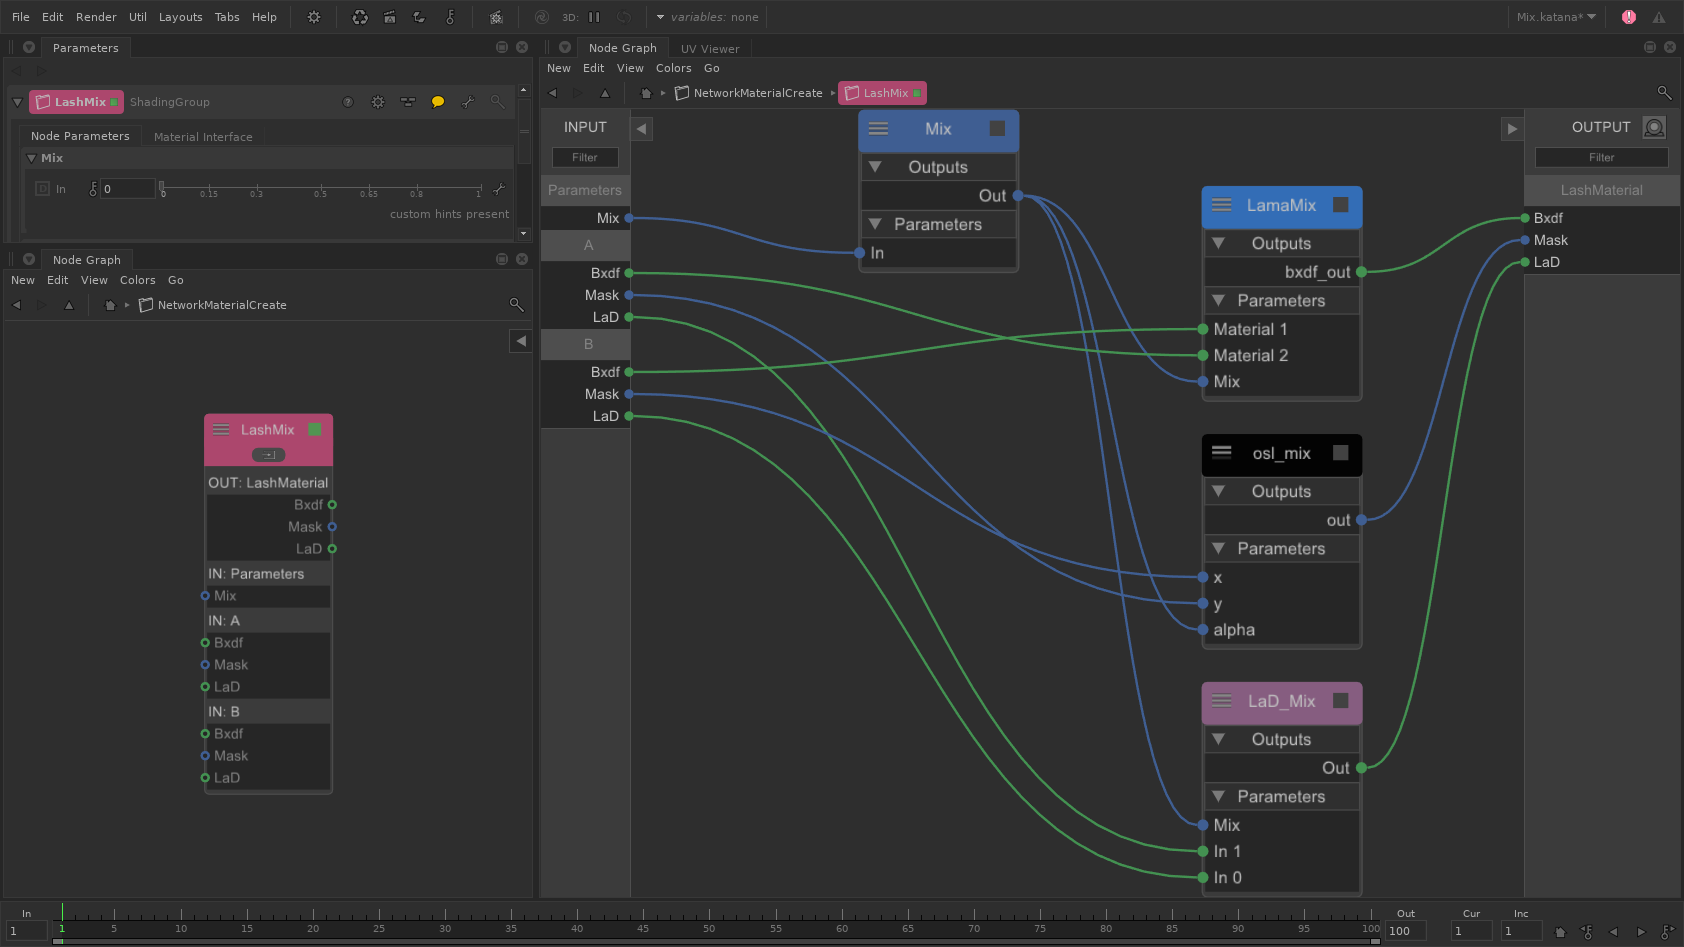 File Edit Render Util Layouts Tabs Help 3D: variables: none Mix.katana*
Parameters
LashMix ShadingGroup
Node Parameters Material Interface
Mix
In 0 0 0.15 0.3 0.5 0.65 0.8 1
custom hints present
Node Graph
New Edit View Colors Go
NetworkMaterialCreate
LashMix
OUT: LashMaterial
Bxdf
Mask
LaD
IN: Parameters
Mix
IN: A
Bxdf
Mask
LaD
IN: B
Bxdf
Mask
LaD
Node Graph UV Viewer
New Edit View Colors Go
NetworkMaterialCreate LashMix
INPUT
Filter
Parameters
Mix
A
Bxdf
Mask
LaD
B
Bxdf
Mask
LaD
Mix
Outputs
Out
Parameters
In
LamaMix
Outputs
bxdf_out
Parameters
Material 1
Material 2
Mix
osl_mix
Outputs
out
Parameters
x
y
alpha
LaD_Mix
Outputs
Out
Parameters
Mix
In 1
In 0
OUTPUT
Filter
LashMaterial
Bxdf
Mask
LaD
In Out Cur Inc
1 1 5 10 15 20 25 30 35 40 45 50 55 60 65 70 75 80 85 90 95 100 100 1 1